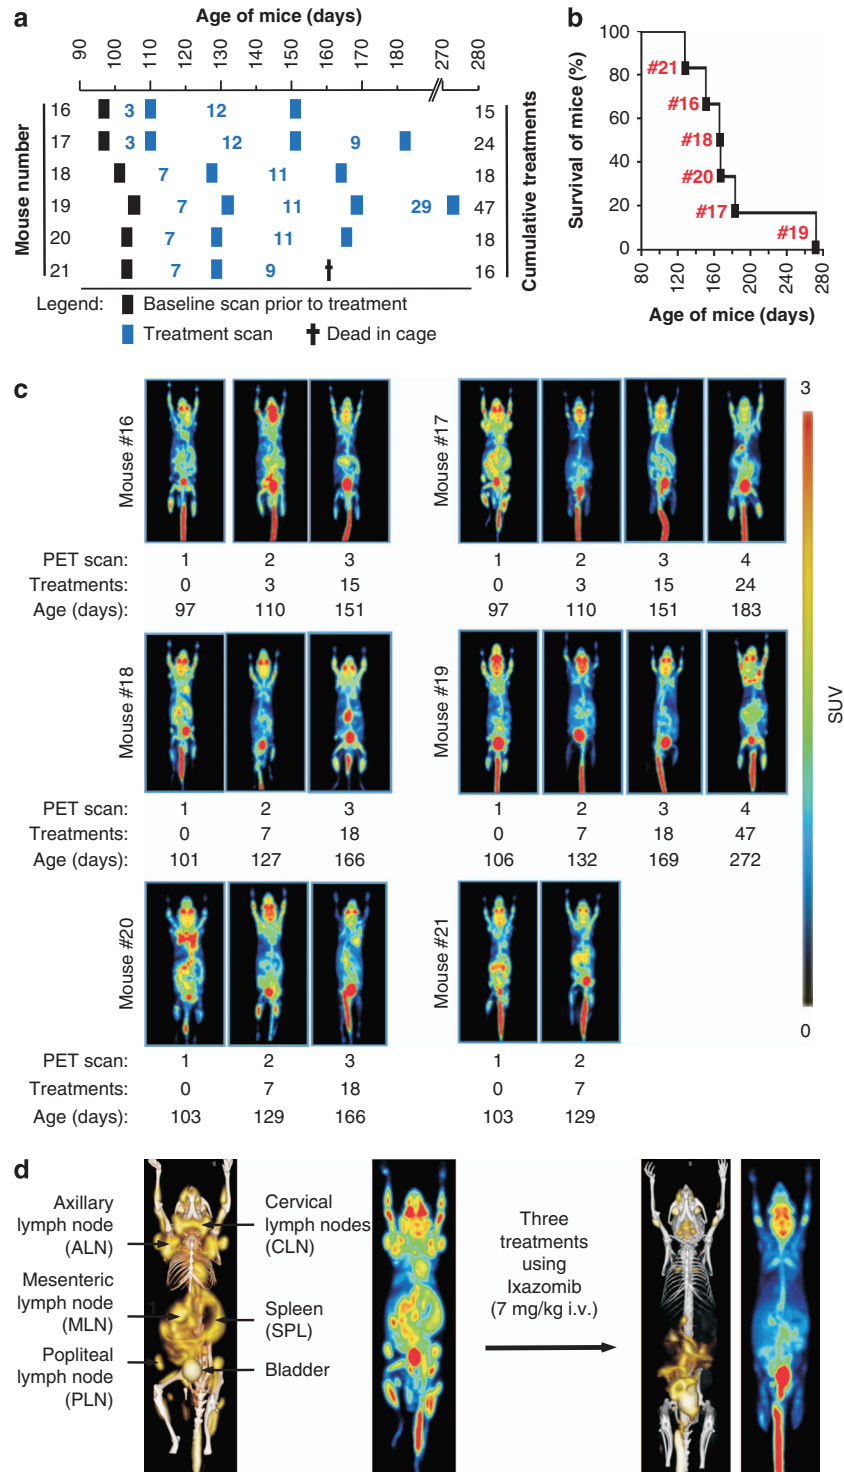 a
Age of mice (days)
90 100 110 120 130 140 150 160 170 180 270 280
Mouse number
Cumulative treatments
16 3 12 15
17 3 12 9 24
18 7 11 18
19 7 11 29 47
20 7 11 18
21 7 9 16
Legend: Baseline scan prior to treatment
Treatment scan Dead in cage
b
Survival of mice (%)
100
80
60
40
20
0
#21
#16
#18
#20
#17
#19
80 120 160 200 240 280
Age of mice (days)
c
Mouse #16
PET scan: 1 2 3
Treatments: 0 3 15
Age (days): 97 110 151
Mouse #17
1 2 3 4
0 3 15 24
97 110 151 183
Mouse #18
PET scan: 1 2 3
Treatments: 0 7 18
Age (days): 101 127 166
Mouse #19
1 2 3 4
0 7 18 47
106 132 169 272
Mouse #20
PET scan: 1 2 3
Treatments: 0 7 18
Age (days): 103 129 166
Mouse #21
1 2
0 7
103 129
3
SUV
0
d
Axillary
lymph node
(ALN)
Mesenteric
lymph node
(MLN)
Popliteal
lymph node
(PLN)
Cervical
lymph nodes
(CLN)
Spleen
(SPL)
Bladder
Three
treatments
using
Ixazomib
(7 mg/kg i.v.)